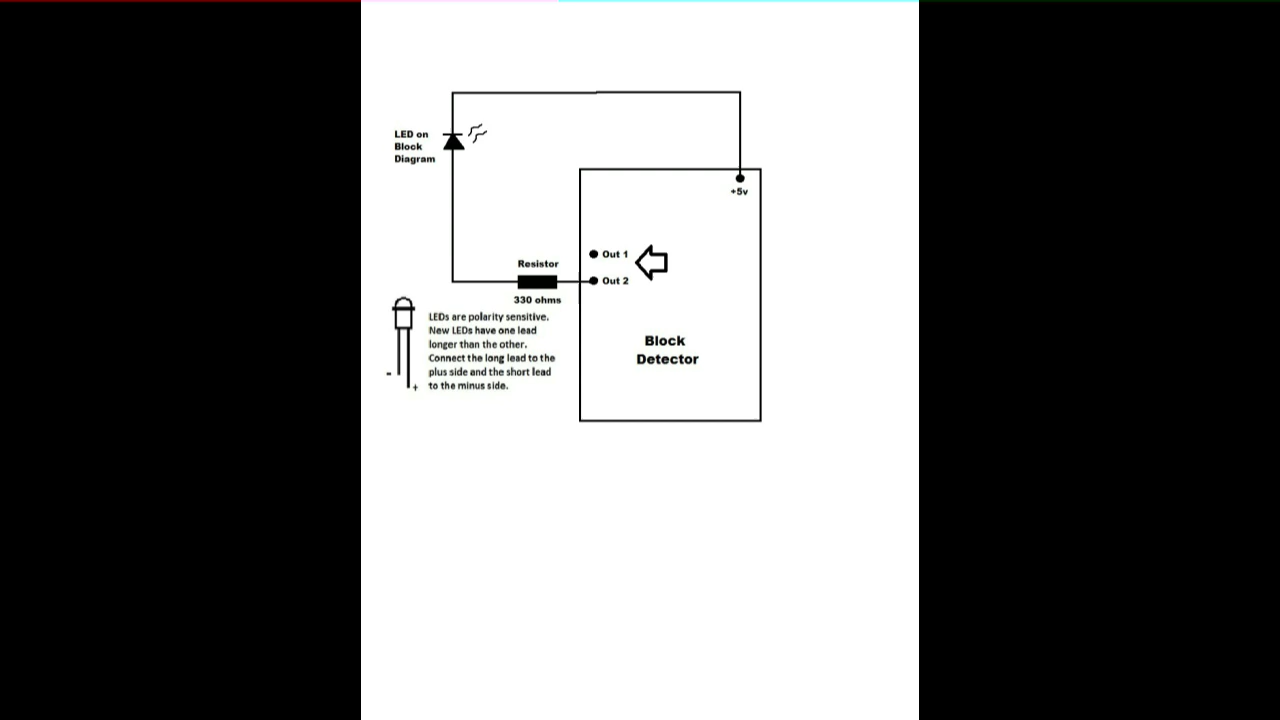 LED on
Block
Diagram
+5v
Out 1
Resistor
Out 2
330 ohms
LEDs are polarity sensitive.
New LEDs have one lead
longer than the other.
Connect the long lead to the
plus side and the short lead
to the minus side.
-
+
Block
Detector